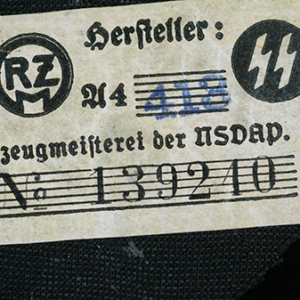 Hersteller:
RZM
A4 418
zeugmeisterei der NSDAP.
No. 139240